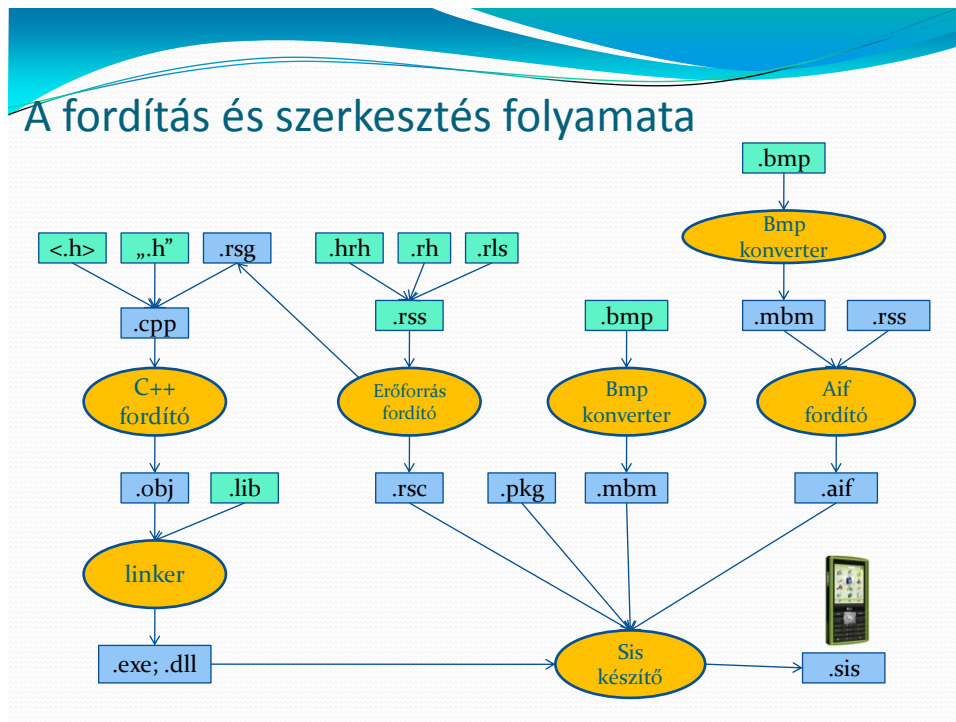 A fordítás és szerkesztés folyamata
.bmp
Bmp
konverter
<.h>
„.h”
.rsg
.hrh
.rh
.rls
.cpp
.rss
.bmp
.mbm
.rss
C++
fordító
Erőforrás
fordító
Bmp
konverter
Aif
fordító
.obj
.lib
.rsc
.pkg
.mbm
.aif
linker
.exe; .dll
Sis
készítő
.sis